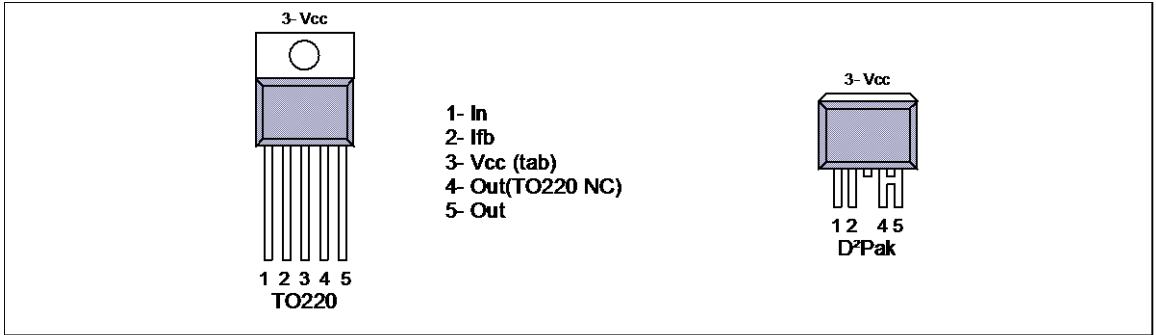 3- Vcc
1 2 3 4 5
TO220
1- In
2- Ifb
3- Vcc (tab)
4- Out(TO220 NC)
5- Out
3- Vcc
1 2 4 5
D²Pak